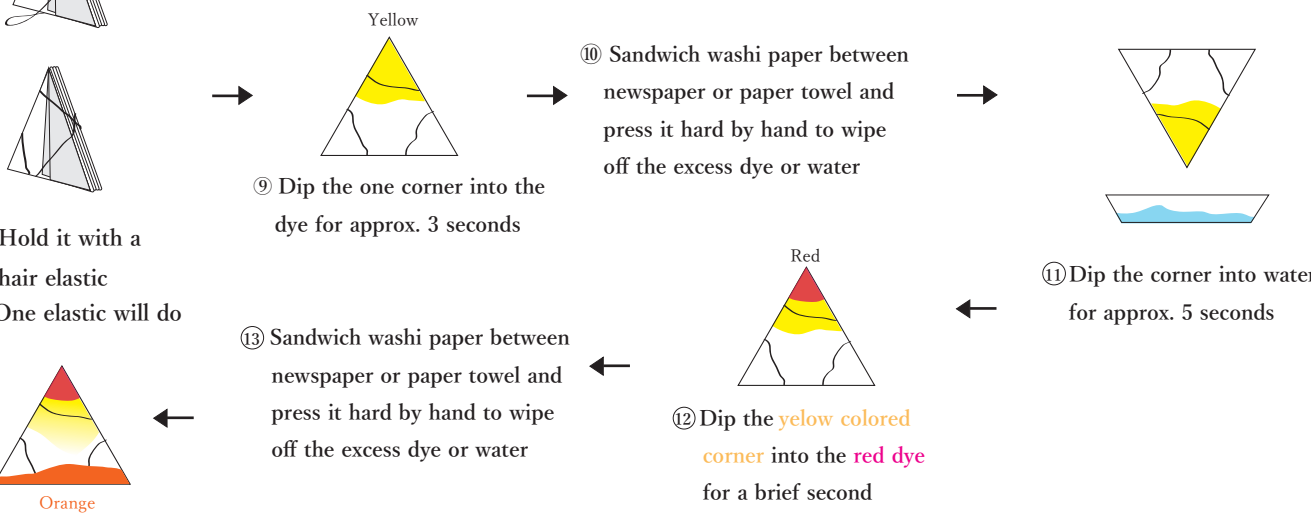 Hold it with a
hair elastic
One elastic will do
Yellow
⑨ Dip the one corner into the
dye for approx. 3 seconds
⑩ Sandwich washi paper between
newspaper or paper towel and
press it hard by hand to wipe
off the excess dye or water
⑪ Dip the corner into water
for approx. 5 seconds
Red
⑫ Dip the yelow colored
corner into the red dye
for a brief second
⑬ Sandwich washi paper between
newspaper or paper towel and
press it hard by hand to wipe
off the excess dye or water
Orange